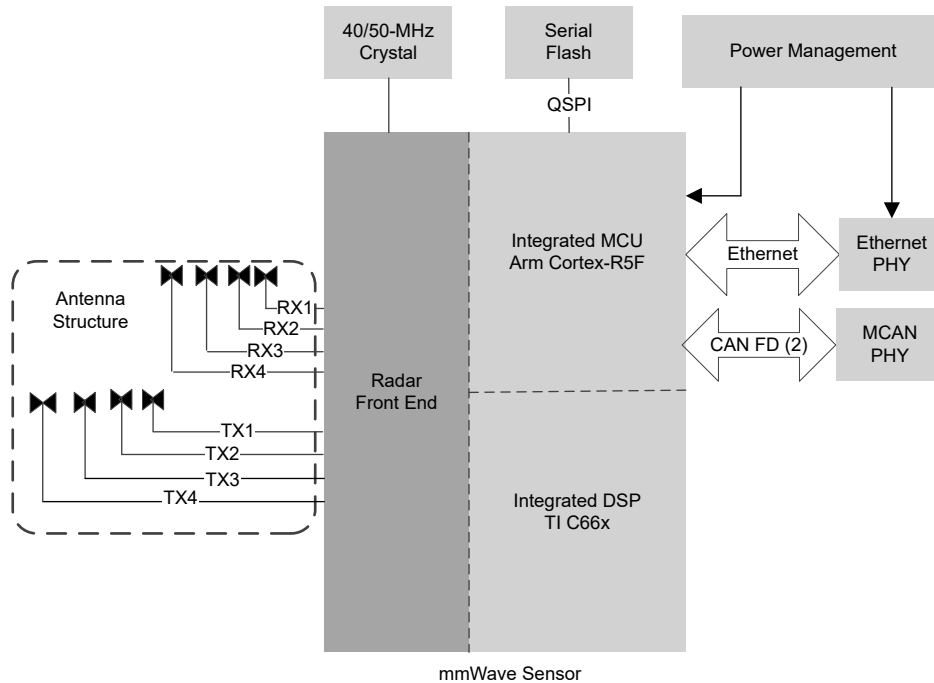 40/50-MHz
Crystal
Serial
Flash
Power Management
QSPI
Integrated MCU
Arm Cortex-R5F
Ethernet
Ethernet
PHY
Antenna
Structure
RX1
RX2
RX3
RX4
CAN FD (2)
MCAN
PHY
Radar
Front End
TX1
TX2
TX3
TX4
Integrated DSP
TI C66x
mmWave Sensor